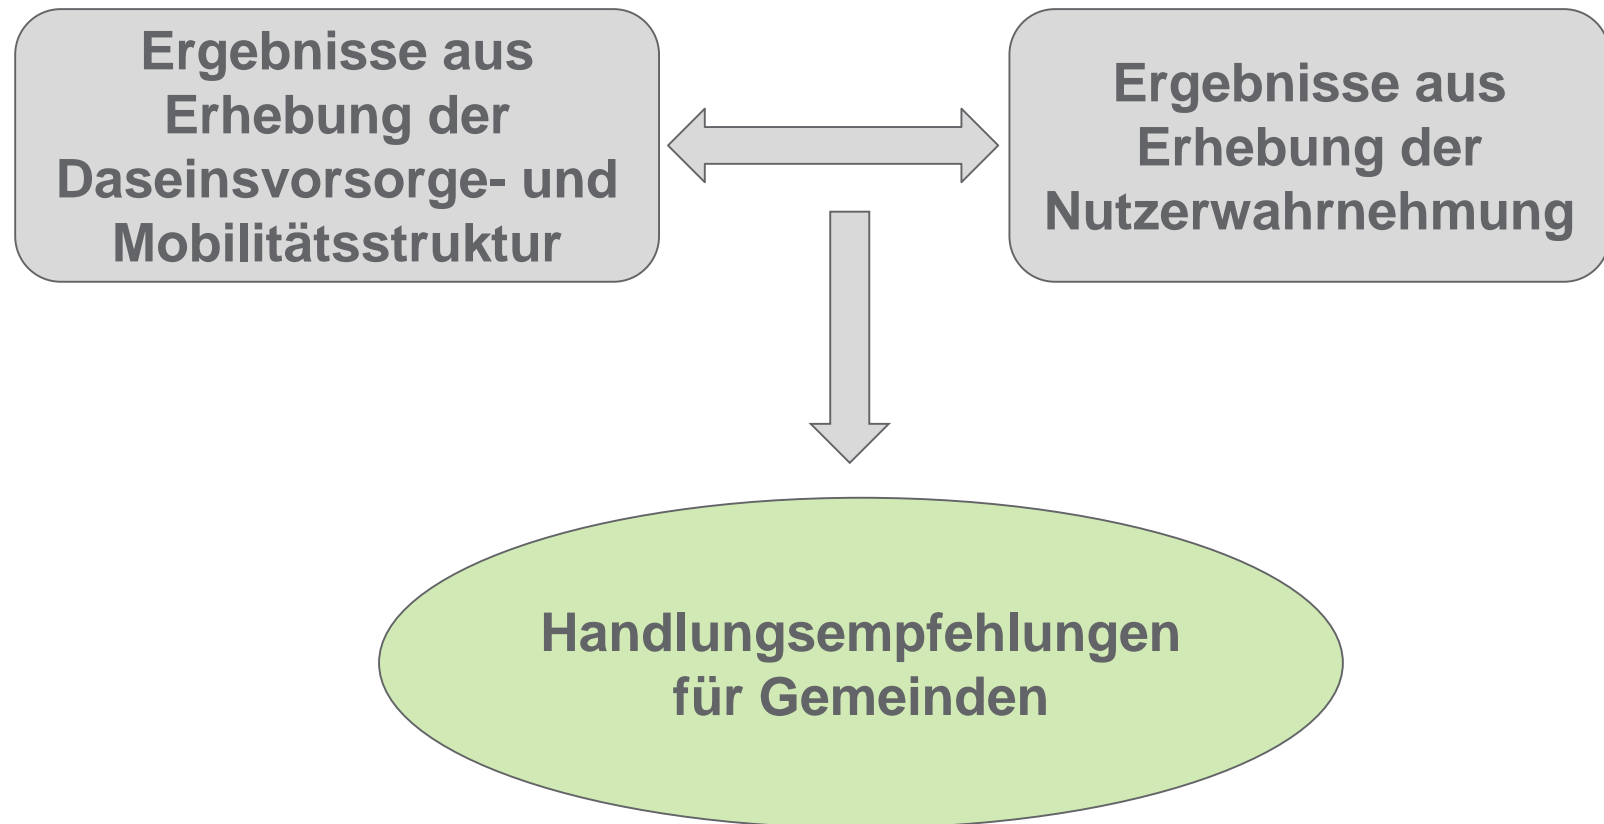 Ergebnisse aus
Erhebung der
Daseinsvorsorge- und
Mobilitätsstruktur
Ergebnisse aus
Erhebung der
Nutzerwahrnehmung
Handlungsempfehlungen
für Gemeinden